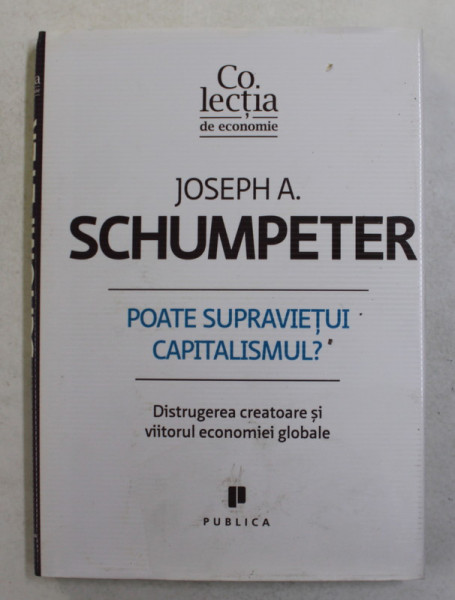 Co.
lecția
de economie
JOSEPH A.
SCHUMPETER
POATE SUPRAVIEȚUI
CAPITALISMUL?
Distrugerea creatoare și
viitorul economiei globale
PUBLICA